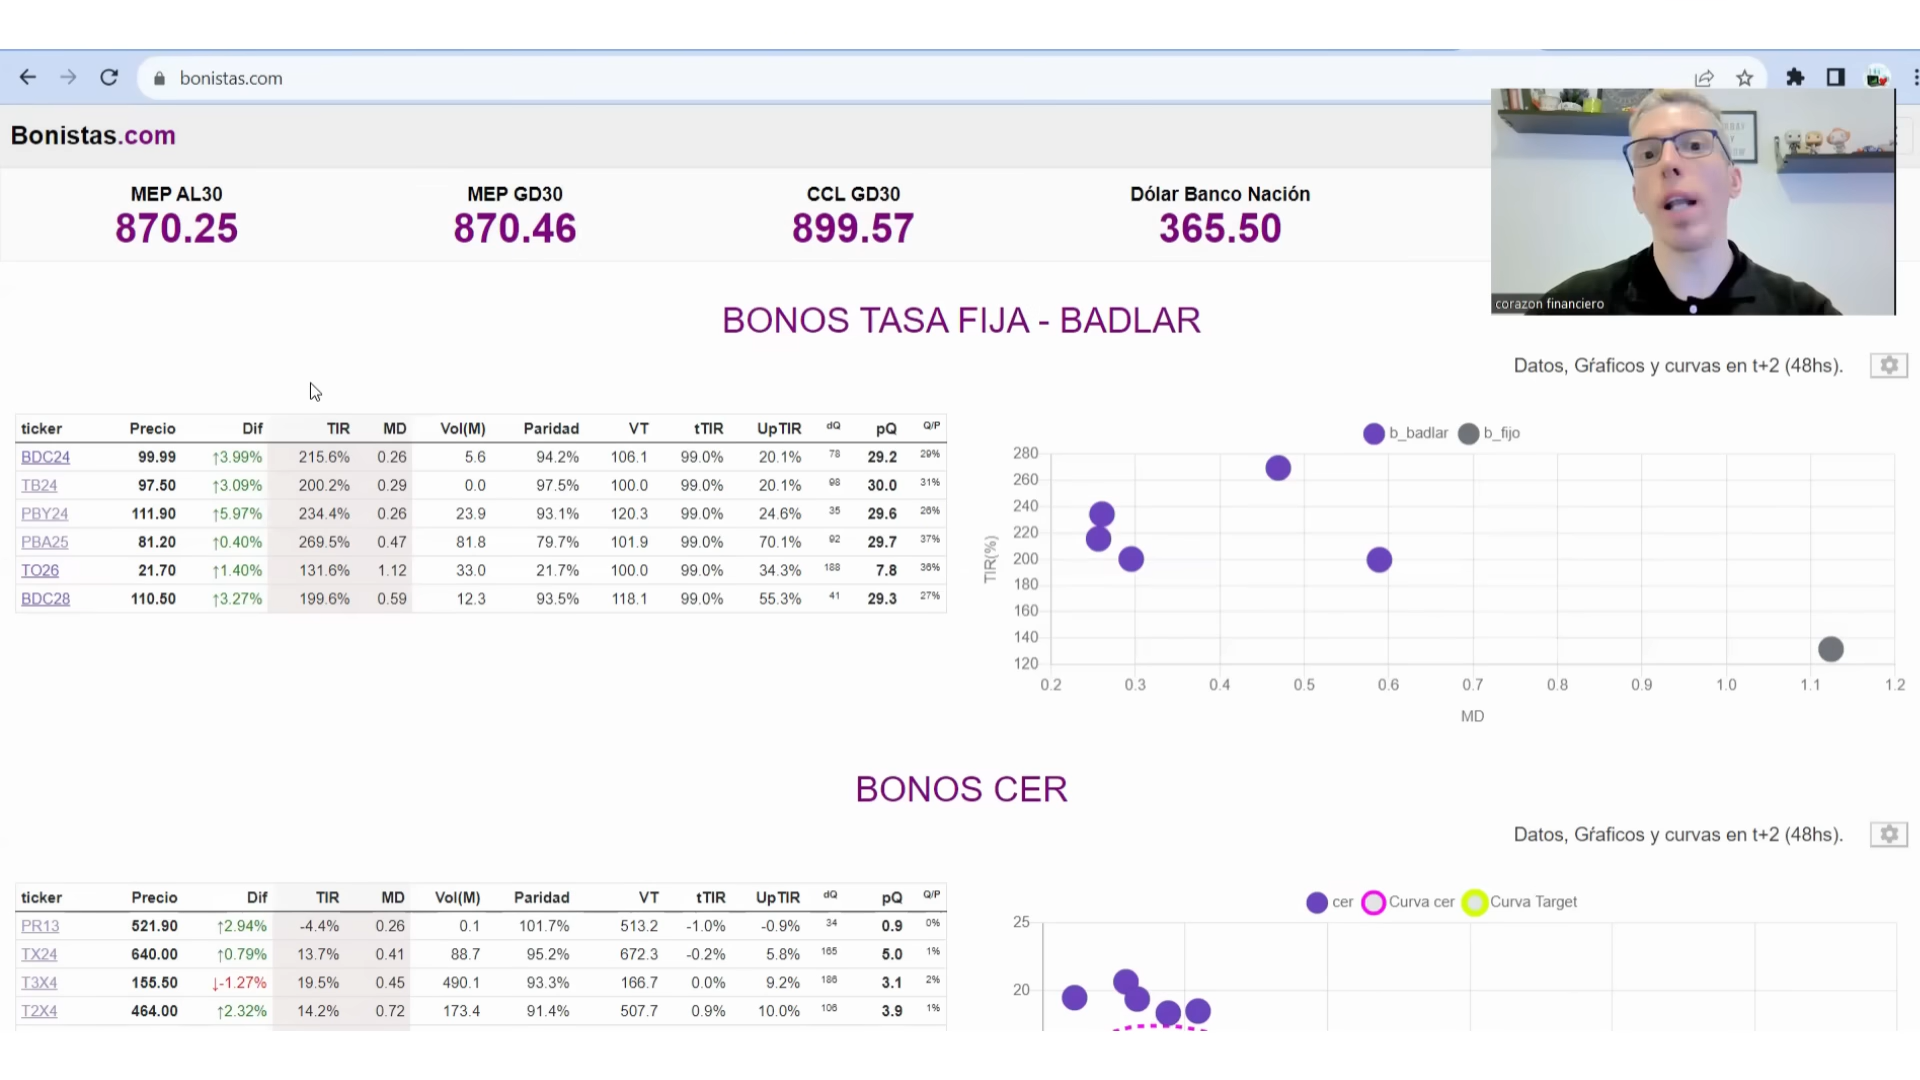 bonistas.com
Bonistas.com
MEP AL30 MEP GD30 CCL GD30 Dólar Banco Nación
870.25 870.46 899.57 365.50
corazon financiero
BONOS TASA FIJA - BADLAR
Datos, Gŕaficos y curvas en t+2 (48hs).
ticker Precio Dif TIR MD Vol(M) Paridad VT tTIR UpTIR dQ pQ Q/P
BDC24 99.99 ↑3.99% 215.6% 0.26 5.6 94.2% 106.1 99.0% 20.1% 78 29.2 29%
TB24 97.50 ↑3.09% 200.2% 0.29 0.0 97.5% 100.0 99.0% 20.1% 98 30.0 31%
PBY24 111.90 ↑5.97% 234.4% 0.26 23.9 93.1% 120.3 99.0% 24.6% 35 29.6 26%
PBA25 81.20 ↑0.40% 269.5% 0.47 81.8 79.7% 101.9 99.0% 70.1% 92 29.7 37%
TO26 21.70 ↑1.40% 131.6% 1.12 33.0 21.7% 100.0 99.0% 34.3% 188 7.8 36%
BDC28 110.50 ↑3.27% 199.6% 0.59 12.3 93.5% 118.1 99.0% 55.3% 41 29.3 27%
b_badlar b_fijo
280
260
240
220
200
180
160
140
120
TIR(%)
0.2 0.3 0.4 0.5 0.6 0.7 0.8 0.9 1.0 1.1 1.2
MD
BONOS CER
Datos, Gŕaficos y curvas en t+2 (48hs).
ticker Precio Dif TIR MD Vol(M) Paridad VT tTIR UpTIR dQ pQ Q/P
PR13 521.90 ↑2.94% -4.4% 0.26 0.1 101.7% 513.2 -1.0% -0.9% 34 0.9 0%
TX24 640.00 ↑0.79% 13.7% 0.41 88.7 95.2% 672.3 -0.2% 5.8% 165 5.0 1%
T3X4 155.50 ↓-1.27% 19.5% 0.45 490.1 93.3% 166.7 0.0% 9.2% 186 3.1 2%
T2X4 464.00 ↑2.32% 14.2% 0.72 173.4 91.4% 507.7 0.9% 10.0% 106 3.9 1%
cer Curva cer Curva Target
25
20